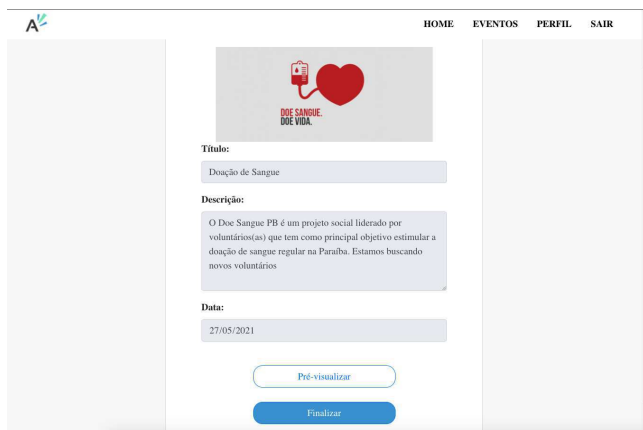 HOME EVENTOS PERFIL SAIR
DOE SANGUE.
DOE VIDA.
Título:
Doação de Sangue
Descrição:
O Doe Sangue PB é um projeto social liderado por
voluntários(as) que tem como principal objetivo estimular a
doação de sangue regular na Paraíba. Estamos buscando
novos voluntários
Data:
27/05/2021
Pré-visualizar
Finalizar